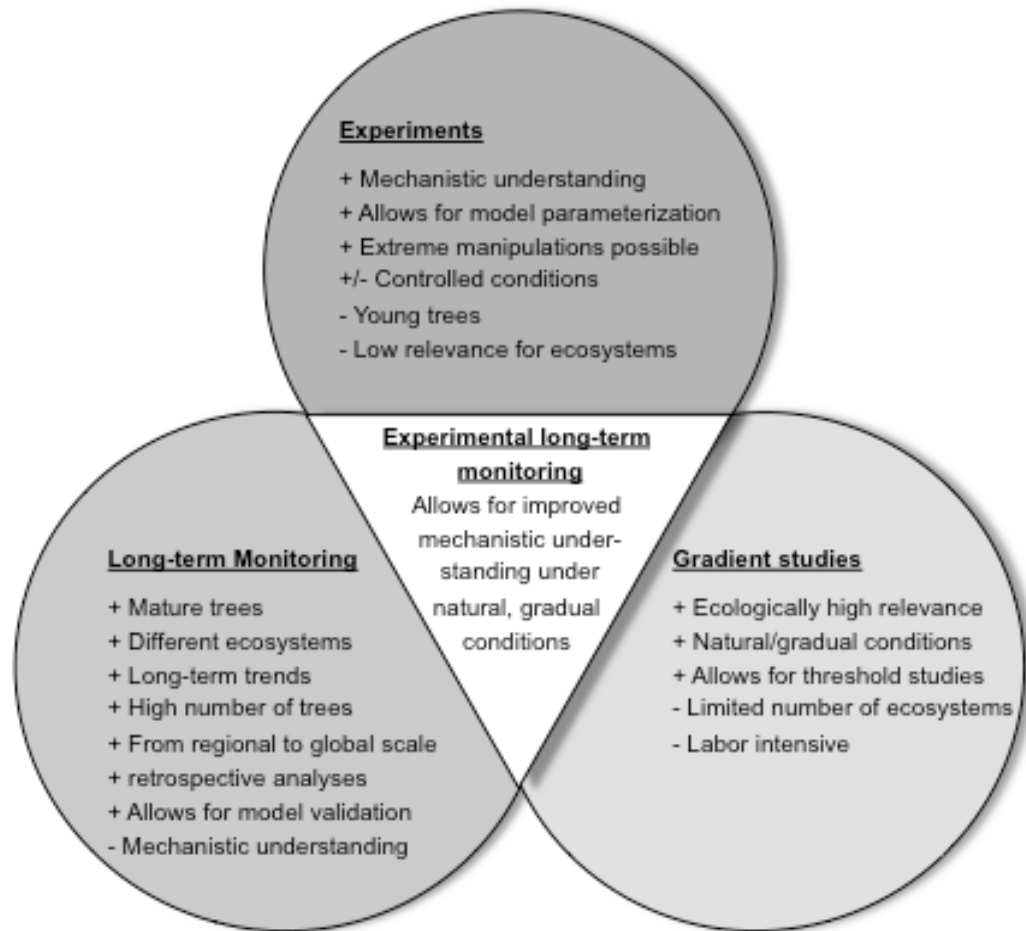 Experiments
+ Mechanistic understanding
+ Allows for model parameterization
+ Extreme manipulations possible
+/- Controlled conditions
- Young trees
- Low relevance for ecosystems
Experimental long-term
monitoring
Allows for improved
mechanistic under-
standing under
natural, gradual
conditions
Long-term Monitoring
+ Mature trees
+ Different ecosystems
+ Long-term trends
+ High number of trees
+ From regional to global scale
+ retrospective analyses
+ Allows for model validation
- Mechanistic understanding
Gradient studies
+ Ecologically high relevance
+ Natural/gradual conditions
+ Allows for threshold studies
- Limited number of ecosystems
- Labor intensive